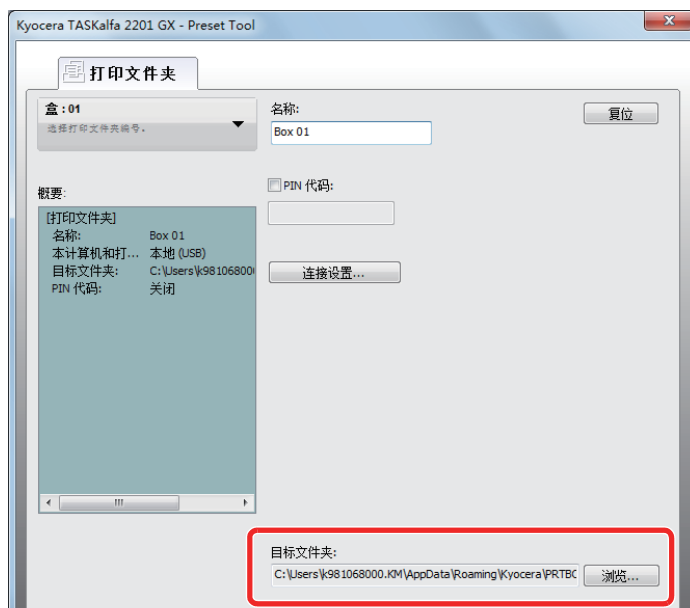 Kyocera TASKalfa 2201 GX - Preset Tool
打印文件夹
盒 : 01
选择打印文件夹编号。
名称:
Box 01
复位
PIN 代码:
概要:
[打印文件夹]
名称: Box 01
本计算机和打... 本地 (USB)
目标文件夹: C:\Users\k98106800
PIN 代码: 关闭
连接设置...
目标文件夹:
C:\Users\k981068000.KM\AppData\Roaming\Kyocera\PRTBO
浏览...